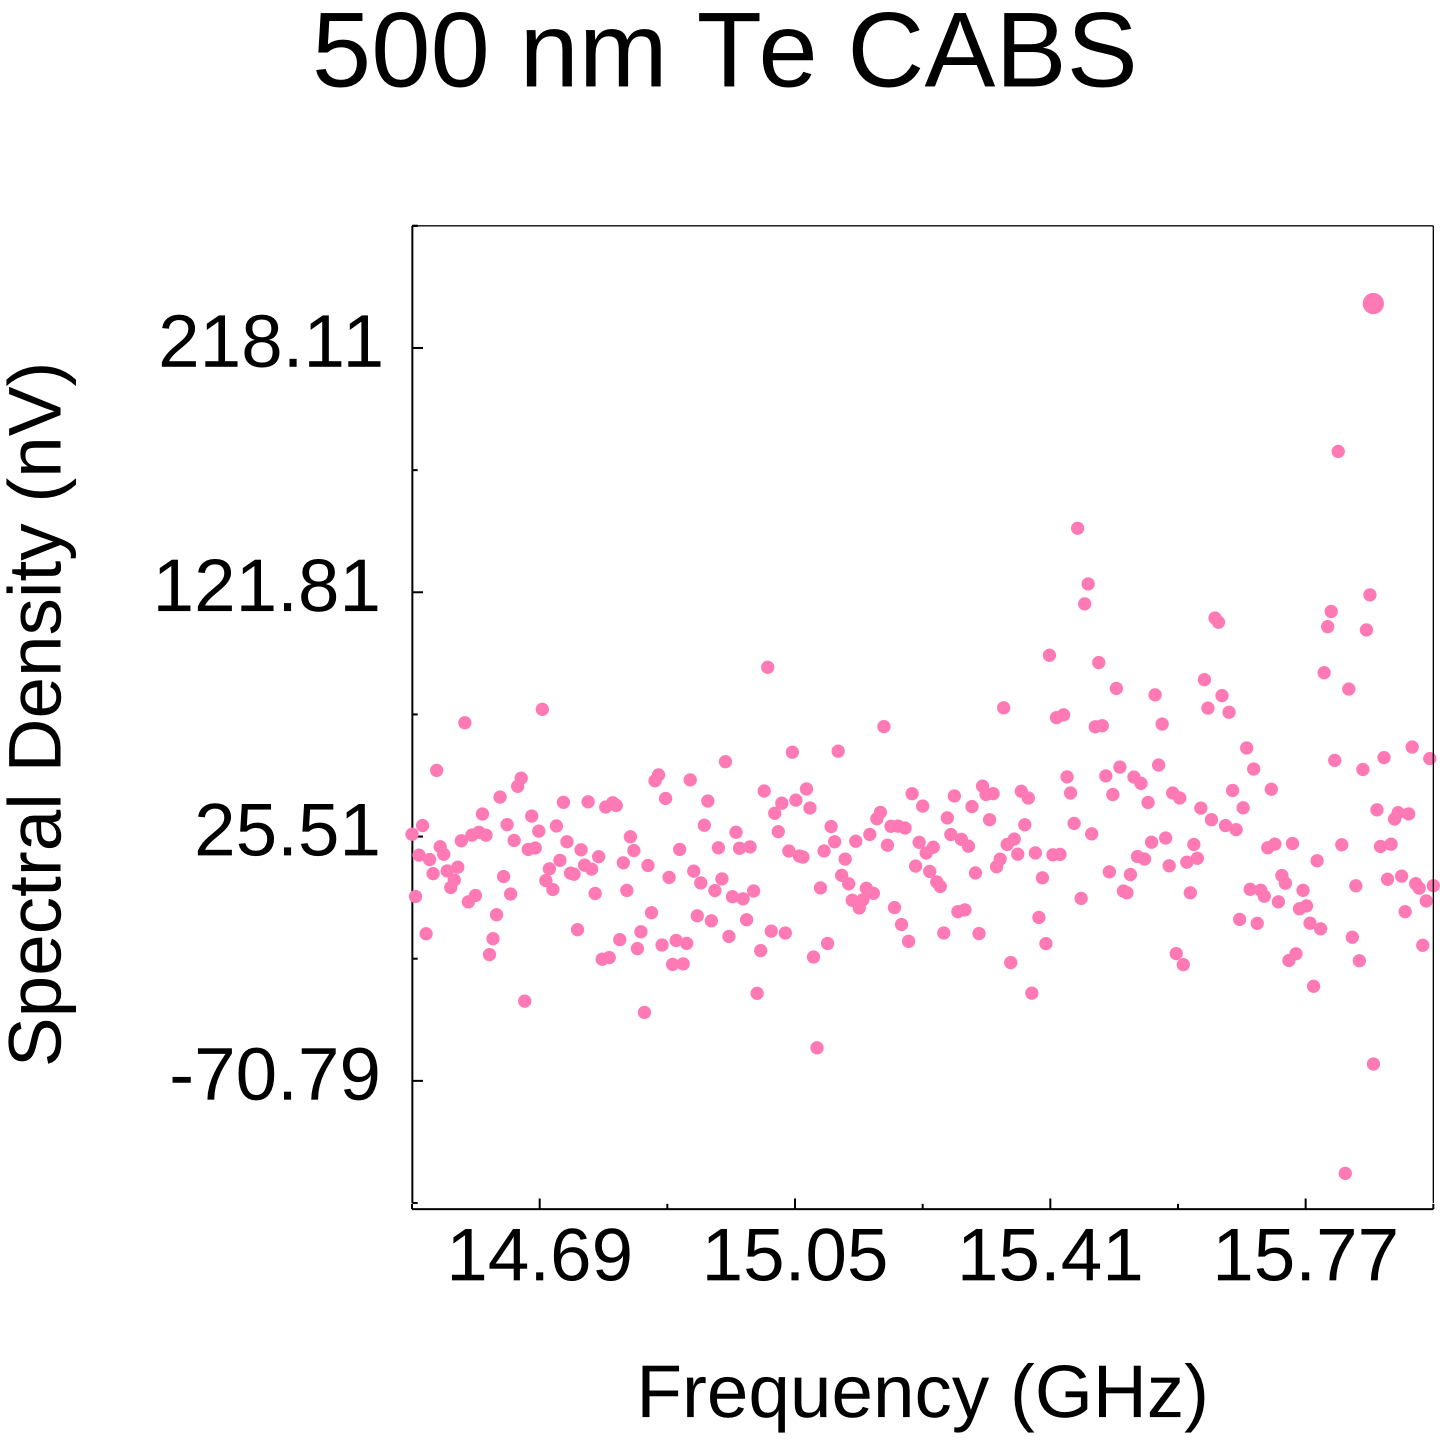 500 nm Te CABS
Spectral Density (nV)
218.11
121.81
25.51
-70.79
14.69 15.05 15.41 15.77
Frequency (GHz)